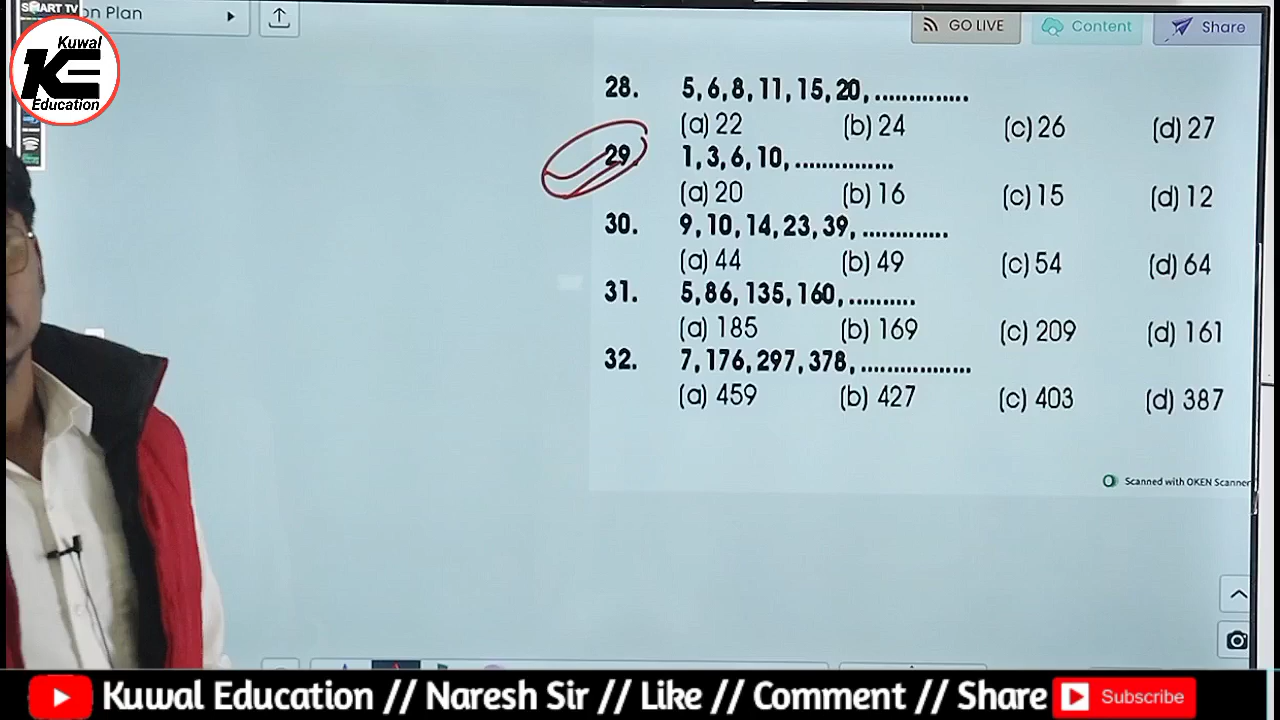 SMART TV
on Plan
GO LIVE
Content
Share
Kuwal
KE
Education
28. 5, 6, 8, 11, 15, 20, ..............
(a) 22 (b) 24 (c) 26 (d) 27
29. 1, 3, 6, 10, ...............
(a) 20 (b) 16 (c) 15 (d) 12
30. 9, 10, 14, 23, 39, .............
(a) 44 (b) 49 (c) 54 (d) 64
31. 5, 86, 135, 160, ..........
(a) 185 (b) 169 (c) 209 (d) 161
32. 7, 176, 297, 378, .................
(a) 459 (b) 427 (c) 403 (d) 387
Scanned with OKEN Scanner
Kuwal Education // Naresh Sir // Like // Comment // Share
Subscribe